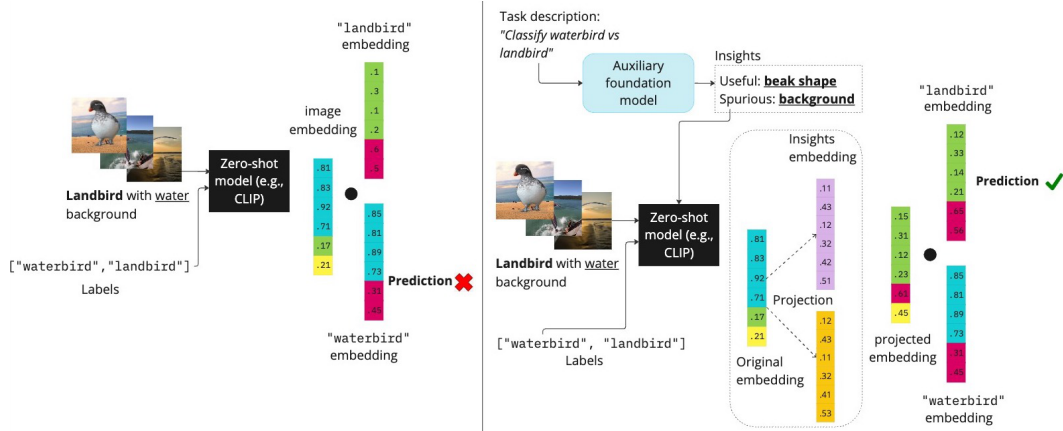 "landbird"
embedding
.1
.3
.1
.2
.6
.5
image
embedding
.81
.83
.92
.71
.17
.21
Zero-shot
model (e.g.,
CLIP)
Landbird with water
background
["waterbird","landbird"]
Labels
.85
.81
.89
.73
.31
.45
Prediction
"waterbird"
embedding
Task description:
"Classify waterbird vs
landbird"
Auxiliary
foundation
model
Insights
Useful: beak shape
Spurious: background
Zero-shot
model (e.g.,
CLIP)
Landbird with water
background
["waterbird", "landbird"]
Labels
Insights
embedding
.11
.43
.12
.32
.42
.51
.81
.83
.92
.71
.17
.21
Original
embedding
Projection
.12
.43
.11
.32
.41
.53
.15
.31
.12
.23
.61
.45
projected
embedding
"landbird"
embedding
.12
.33
.14
.21
.65
.56
Prediction
.85
.81
.89
.73
.31
.45
"waterbird"
embedding